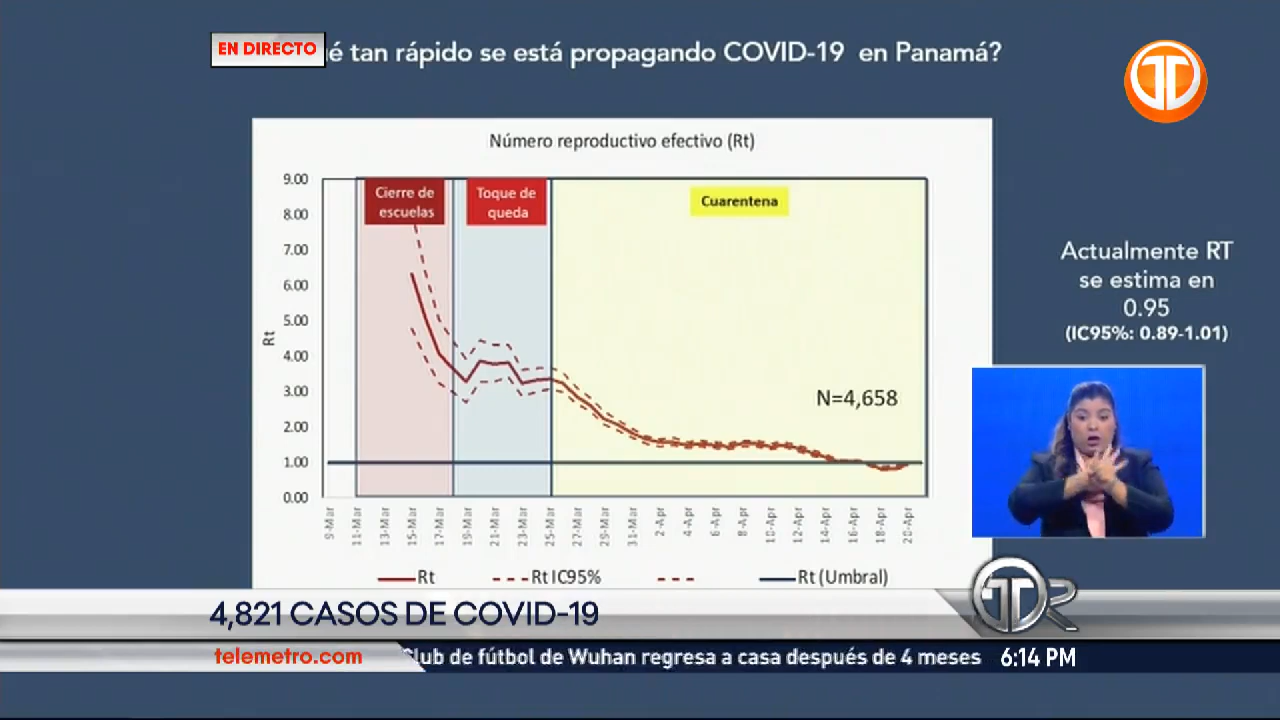 EN DIRECTO
é tan rápido se está propagando COVID-19 en Panamá?
Número reproductivo efectivo (Rt)
9.00
8.00
7.00
6.00
5.00
4.00
3.00
2.00
1.00
0.00
Rt
Cierre de
escuelas
Toque de
queda
Cuarentena
N=4,658
9-Mar
11-Mar
13-Mar
15-Mar
17-Mar
19-Mar
21-Mar
23-Mar
25-Mar
27-Mar
29-Mar
31-Mar
2-Apr
4-Apr
6-Apr
8-Apr
10-Apr
12-Apr
14-Apr
16-Apr
18-Apr
20-Apr
Rt
Rt IC95%
Rt (Umbral)
Actualmente RT
se estima en
0.95
(IC95%: 0.89-1.01)
4,821 CASOS DE COVID-19
TR
telemetro.com
Club de fútbol de Wuhan regresa a casa después de 4 meses
6:14 PM